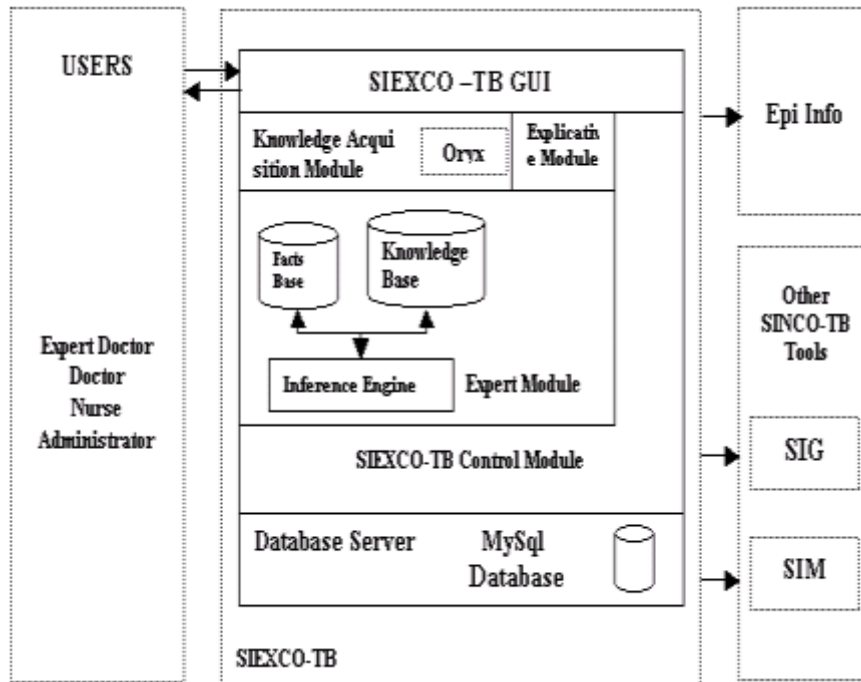 USERS
Expert Doctor
Doctor
Nurse
Administrator
SIEXCO –TB GUI
Knowledge Acqui
sition Module
Oryx
Explicativ
e Module
Facts
Base
Knowledge
Base
Inference Engine
Expert Module
SIEXCO-TB Control Module
Database Server
MySql
Database
SIEXCO-TB
Epi Info
Other
SINCO-TB
Tools
SIG
SIM